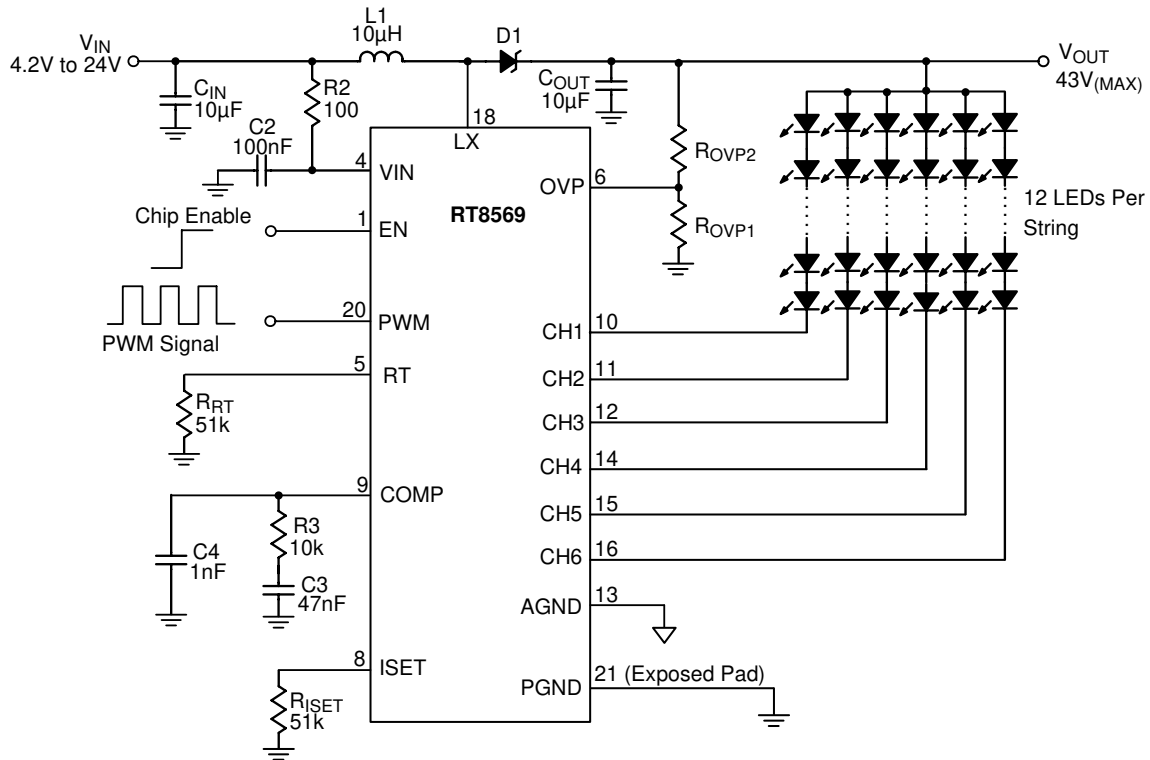 L1
10µH
D1
VIN
4.2V to 24V
VOUT
43V(MAX)
CIN
10µF
R2
100
COUT
10µF
C2
100nF
18
LX
4
VIN
ROVP2
6
OVP
RT8569
12 LEDs Per
String
Chip Enable
1
EN
ROVP1
20
PWM
PWM Signal
10
CH1
5
RT
11
CH2
RRT
51k
12
CH3
14
CH4
9
COMP
15
CH5
R3
10k
16
CH6
C4
1nF
C3
47nF
13
AGND
8
ISET
21 (Exposed Pad)
PGND
RISET
51k